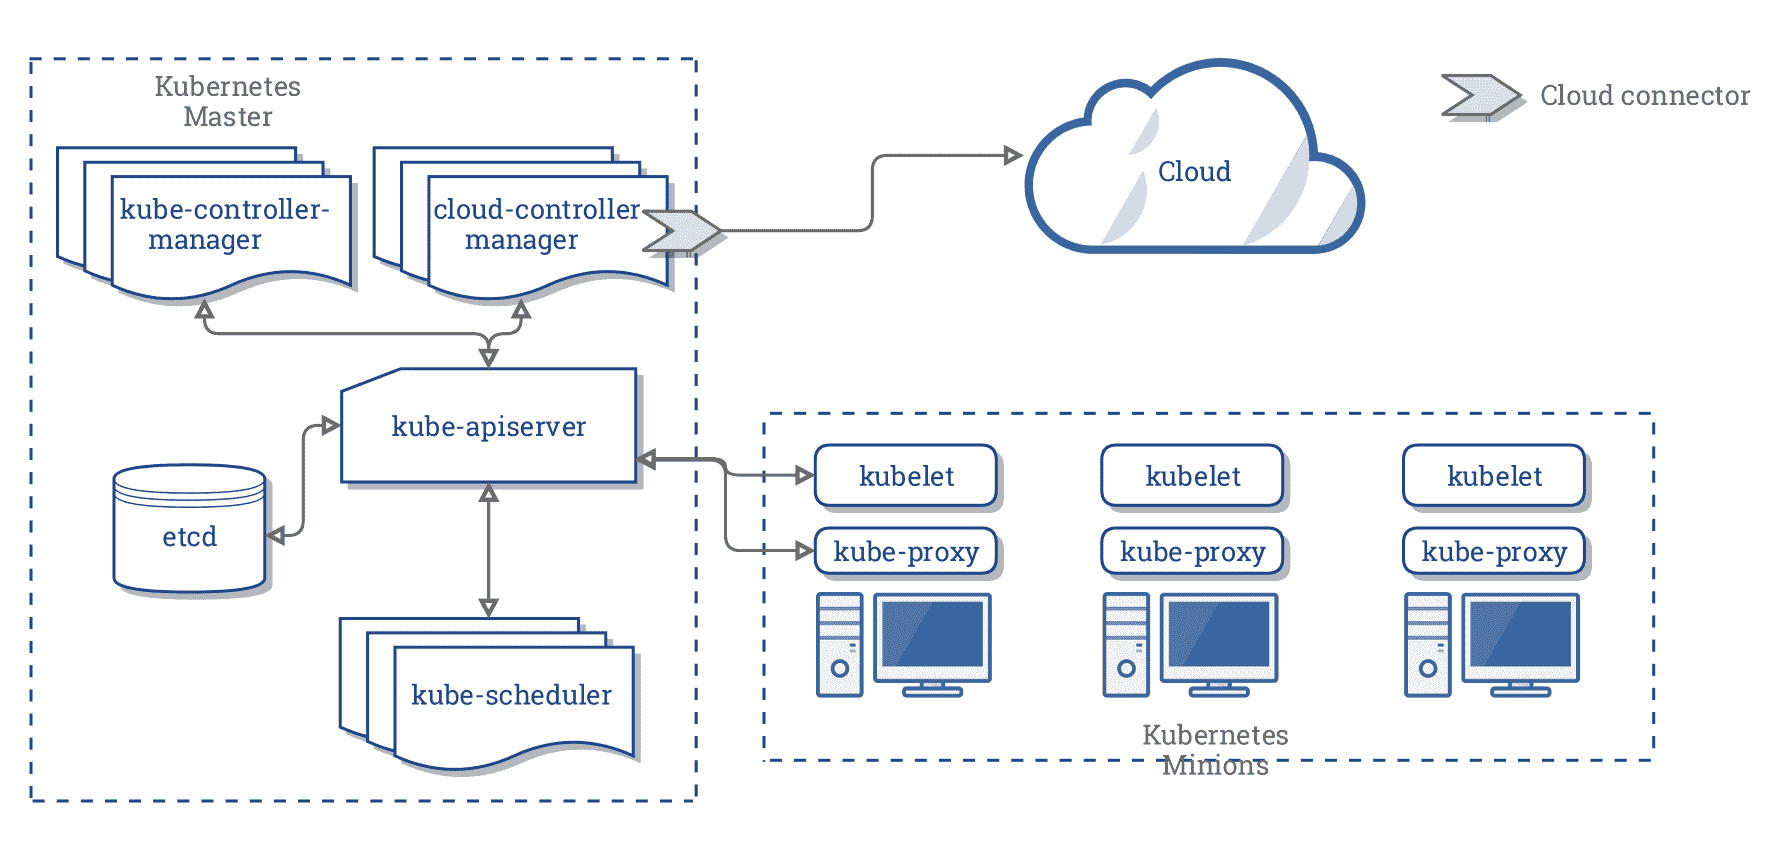 Kubernetes
Master
kube-controller-
manager
cloud-controller
manager
Cloud
Cloud connector
kube-apiserver
etcd
kube-scheduler
kubelet
kubelet
kubelet
kube-proxy
kube-proxy
kube-proxy
Kubernetes
Minions